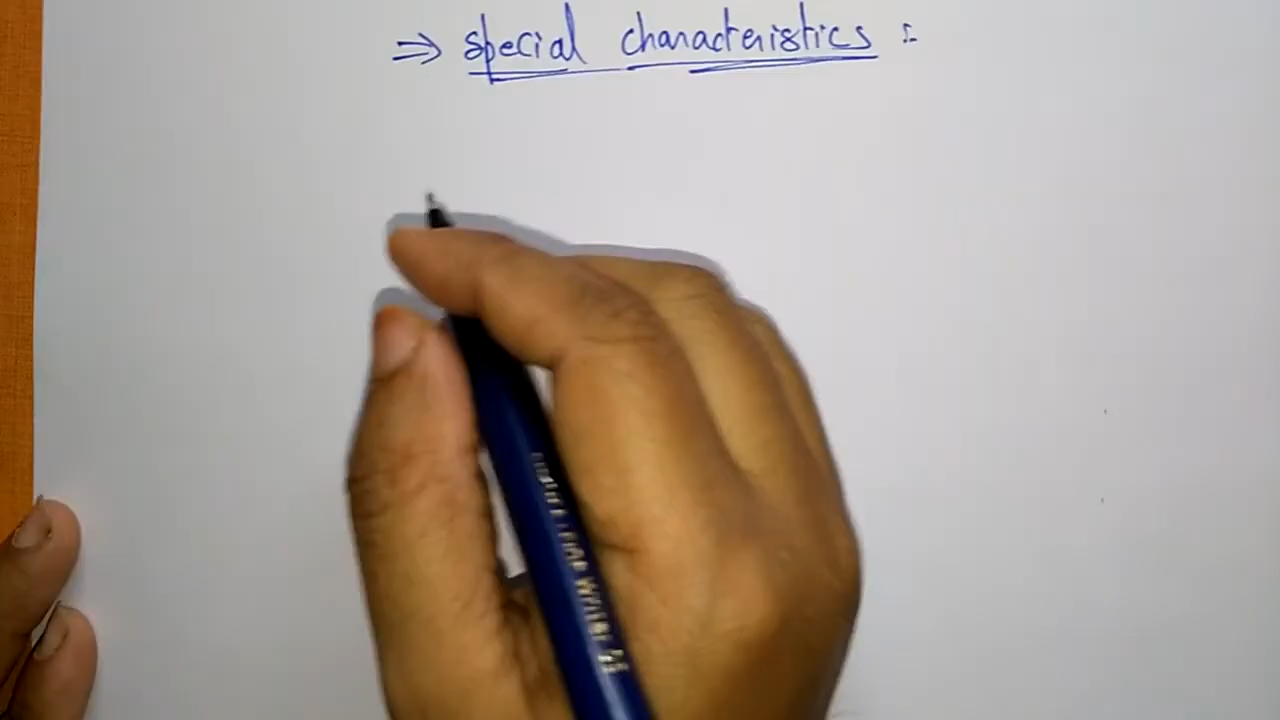 ⇒ special characteristics :